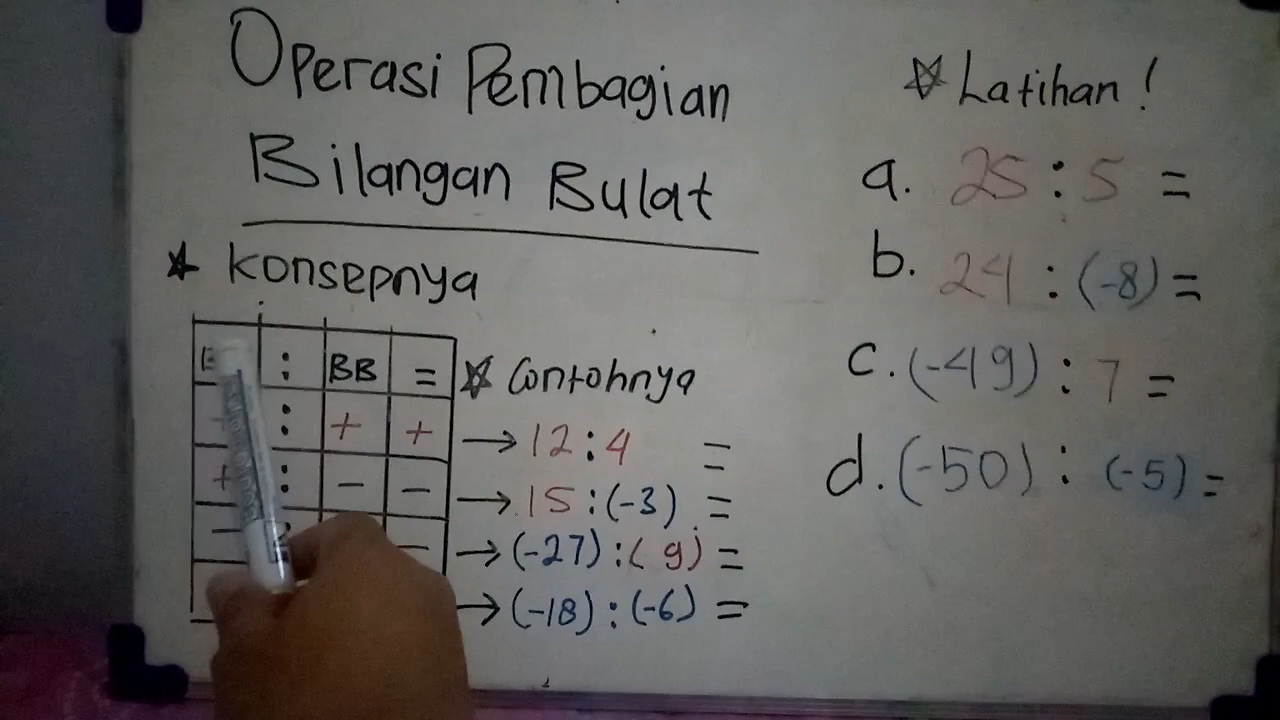 Operasi Pembagian
Bilangan Bulat
Konsepnya
: BB =
: + +
+ : - -
- -
Contohnya
→ 12 : 4 =
→ 15 : (-3) =
→ (-27) : ( 9) =
→ (-18) : (-6) =
Latihan !
a. 25 : 5 =
b. 24 : (-8) =
c. (-49) : 7 =
d. (-50) : (-5) =